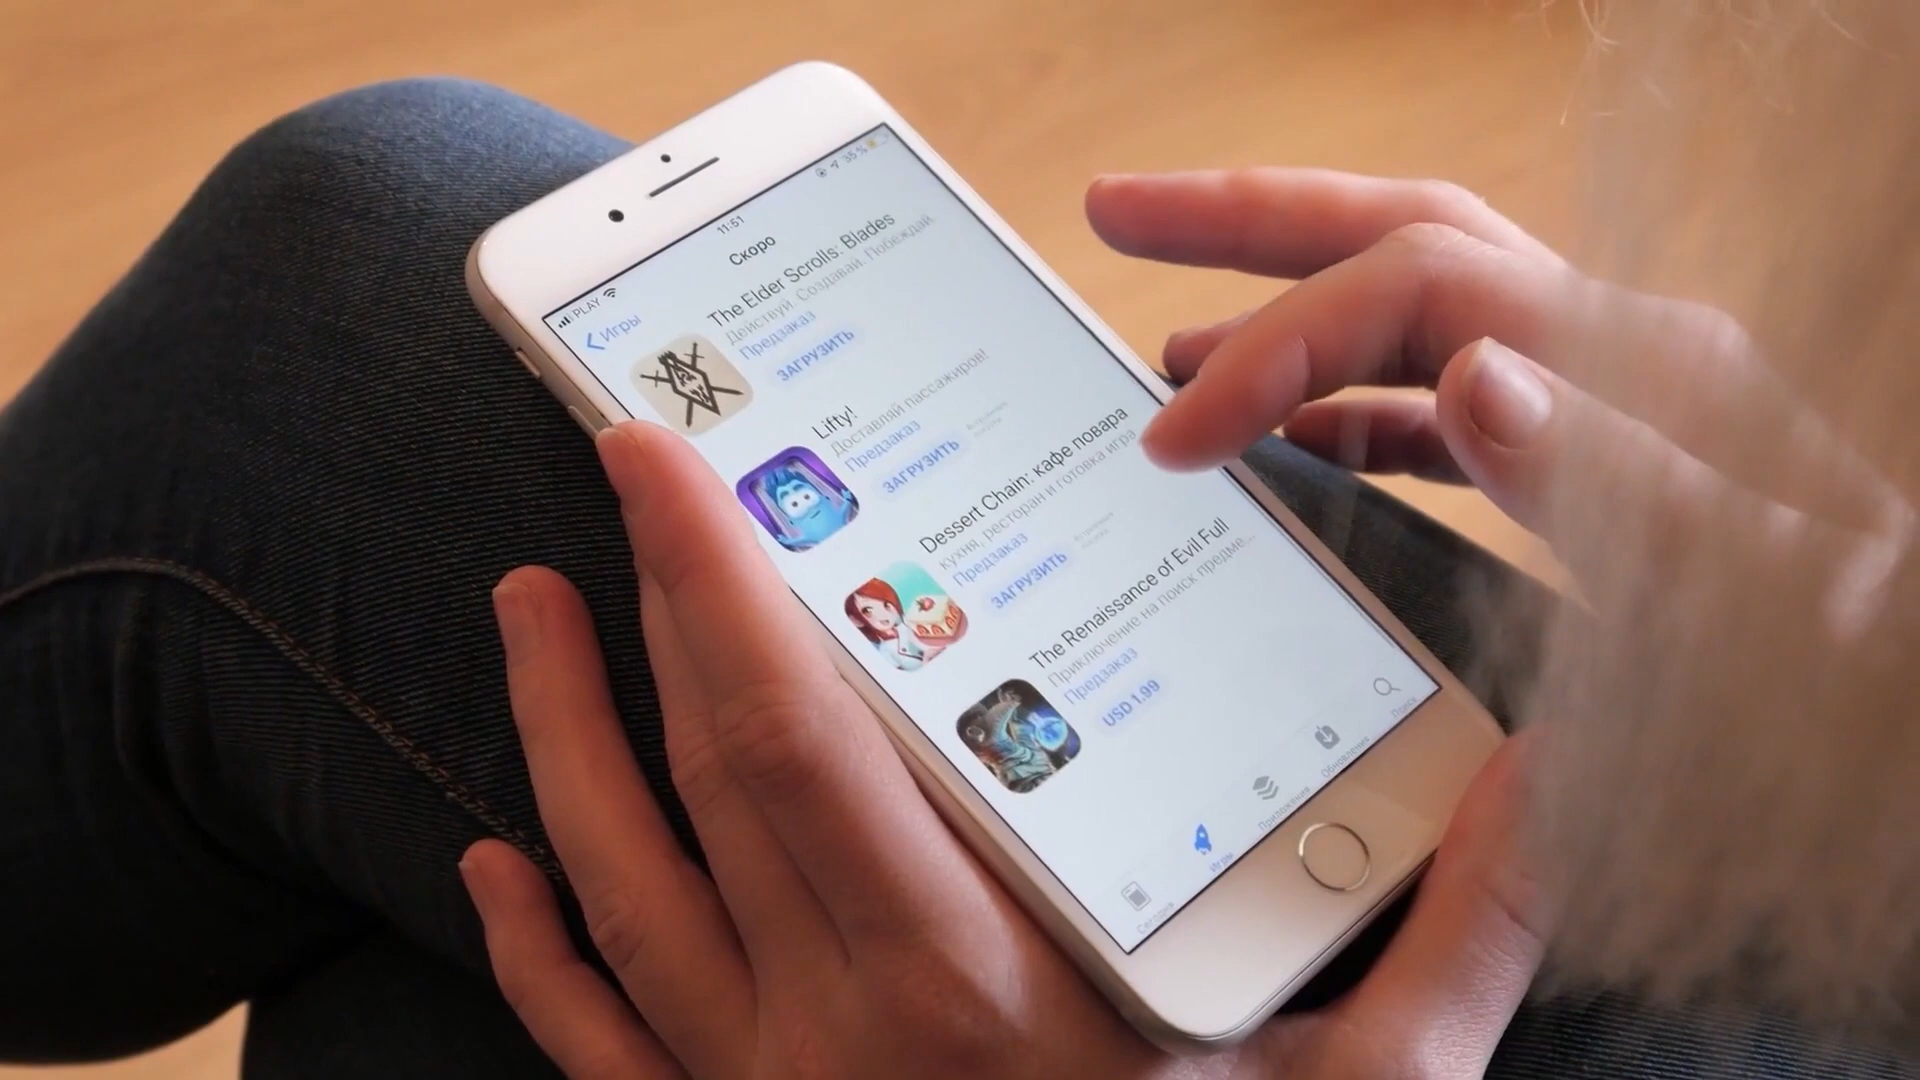 PLAY
11:51
35 %
Игры
Скоро
The Elder Scrolls: Blades
Действуй. Создавай. Побеждай.
Предзаказ
ЗАГРУЗИТЬ
Lifty!
Доставляй пассажиров!
Предзаказ
ЗАГРУЗИТЬ
Dessert Chain: кафе повара
кухня, ресторан и готовка игра
Предзаказ
ЗАГРУЗИТЬ
The Renaissance of Evil Full
Приключение на поиск предме...
Предзаказ
USD 1.99
Сегодня
Игры
Приложения
Обновления
Поиск